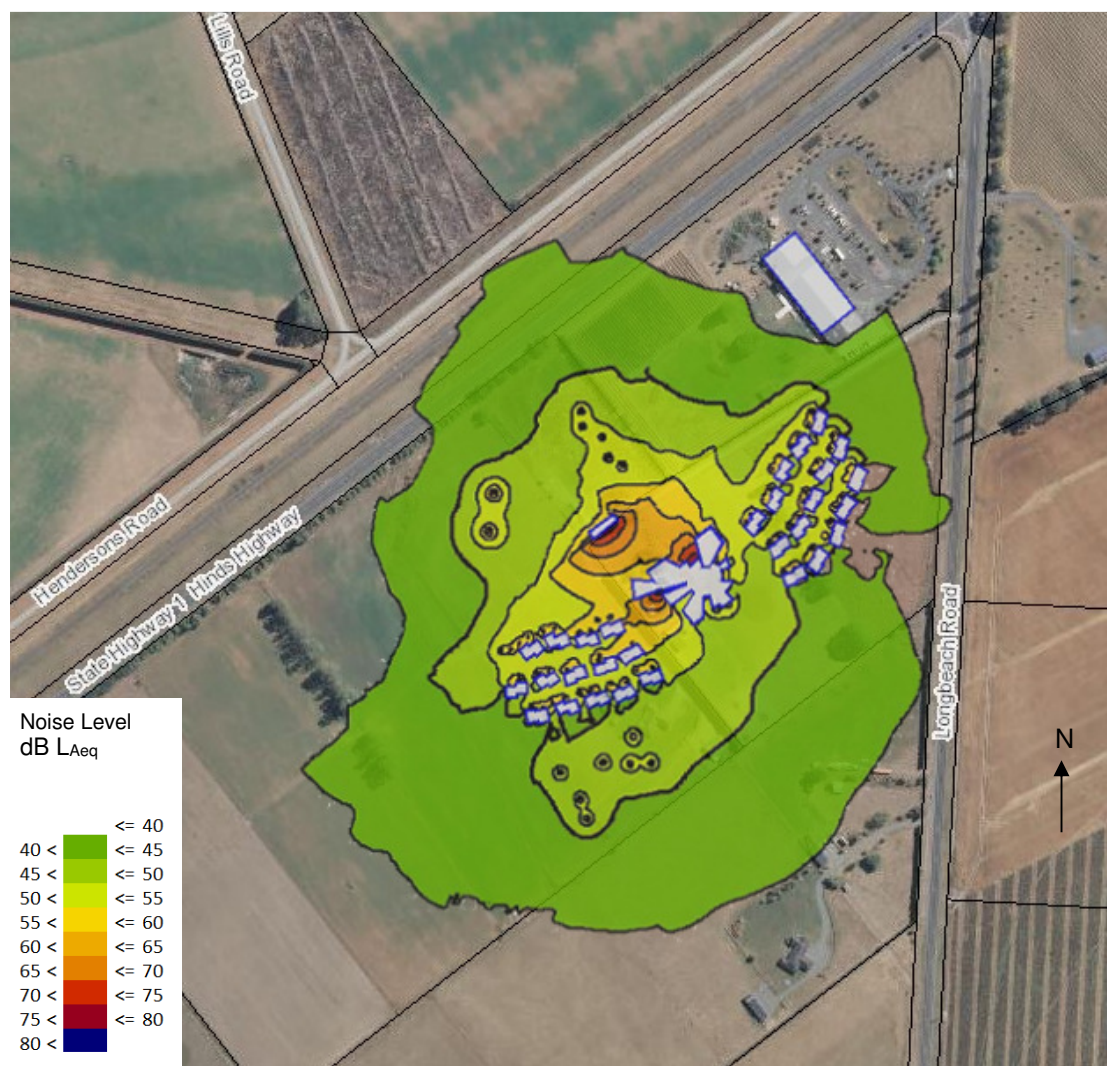 Lills Road
Hendersons Road
State Highway 1 Hinds Highway
Longbeach Road
N
Noise Level
dB LAeq
<= 40
40 < <= 45
45 < <= 50
50 < <= 55
55 < <= 60
60 < <= 65
65 < <= 70
70 < <= 75
75 < <= 80
80 <